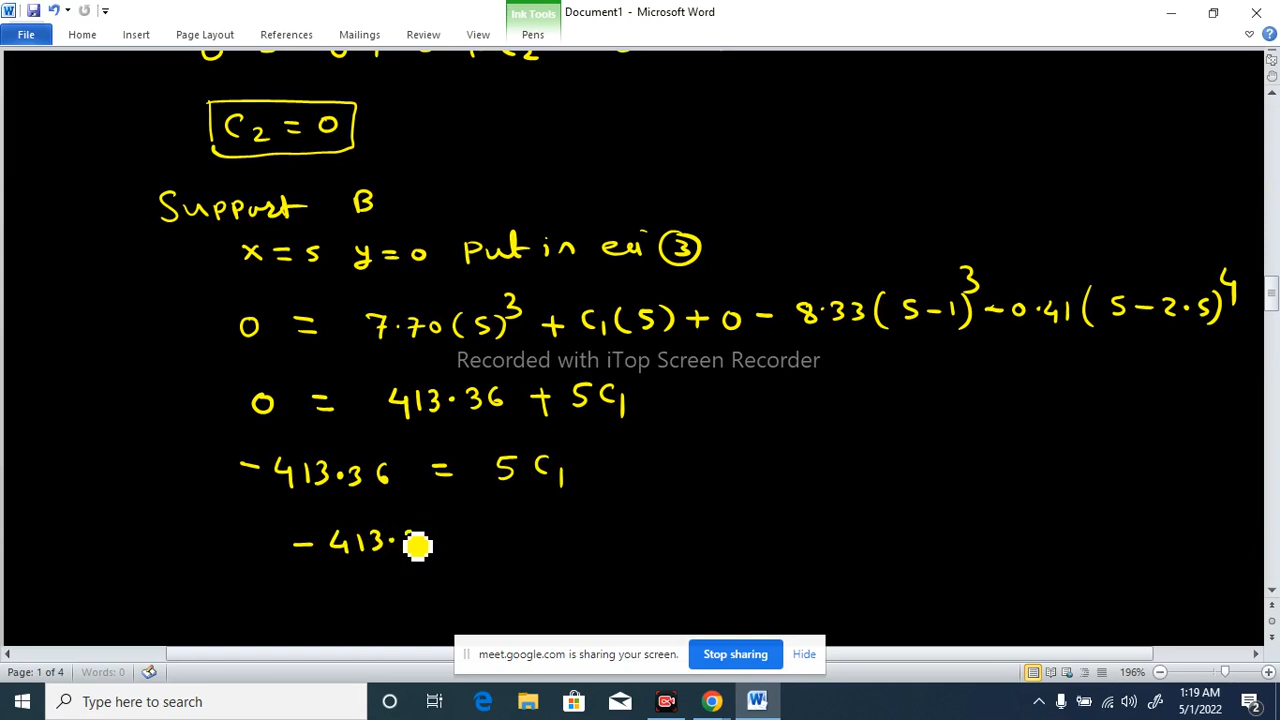 Ink Tools
Document1 - Microsoft Word
File Home Insert Page Layout References Mailings Review View Pens
C2 = 0
Support B
x = 5 y = 0 put in eq (3)
0 = 7.70(5)^3 + C1(5) + 0 - 8.33(5-1)^3 - 0.41(5-2.5)^4
Recorded with iTop Screen Recorder
0 = 413.36 + 5C1
-413.36 = 5C1
- 413.
meet.google.com is sharing your screen. Stop sharing Hide
Page: 1 of 4 Words: 0 196%
Type here to search
1:19 AM
5/1/2022
2